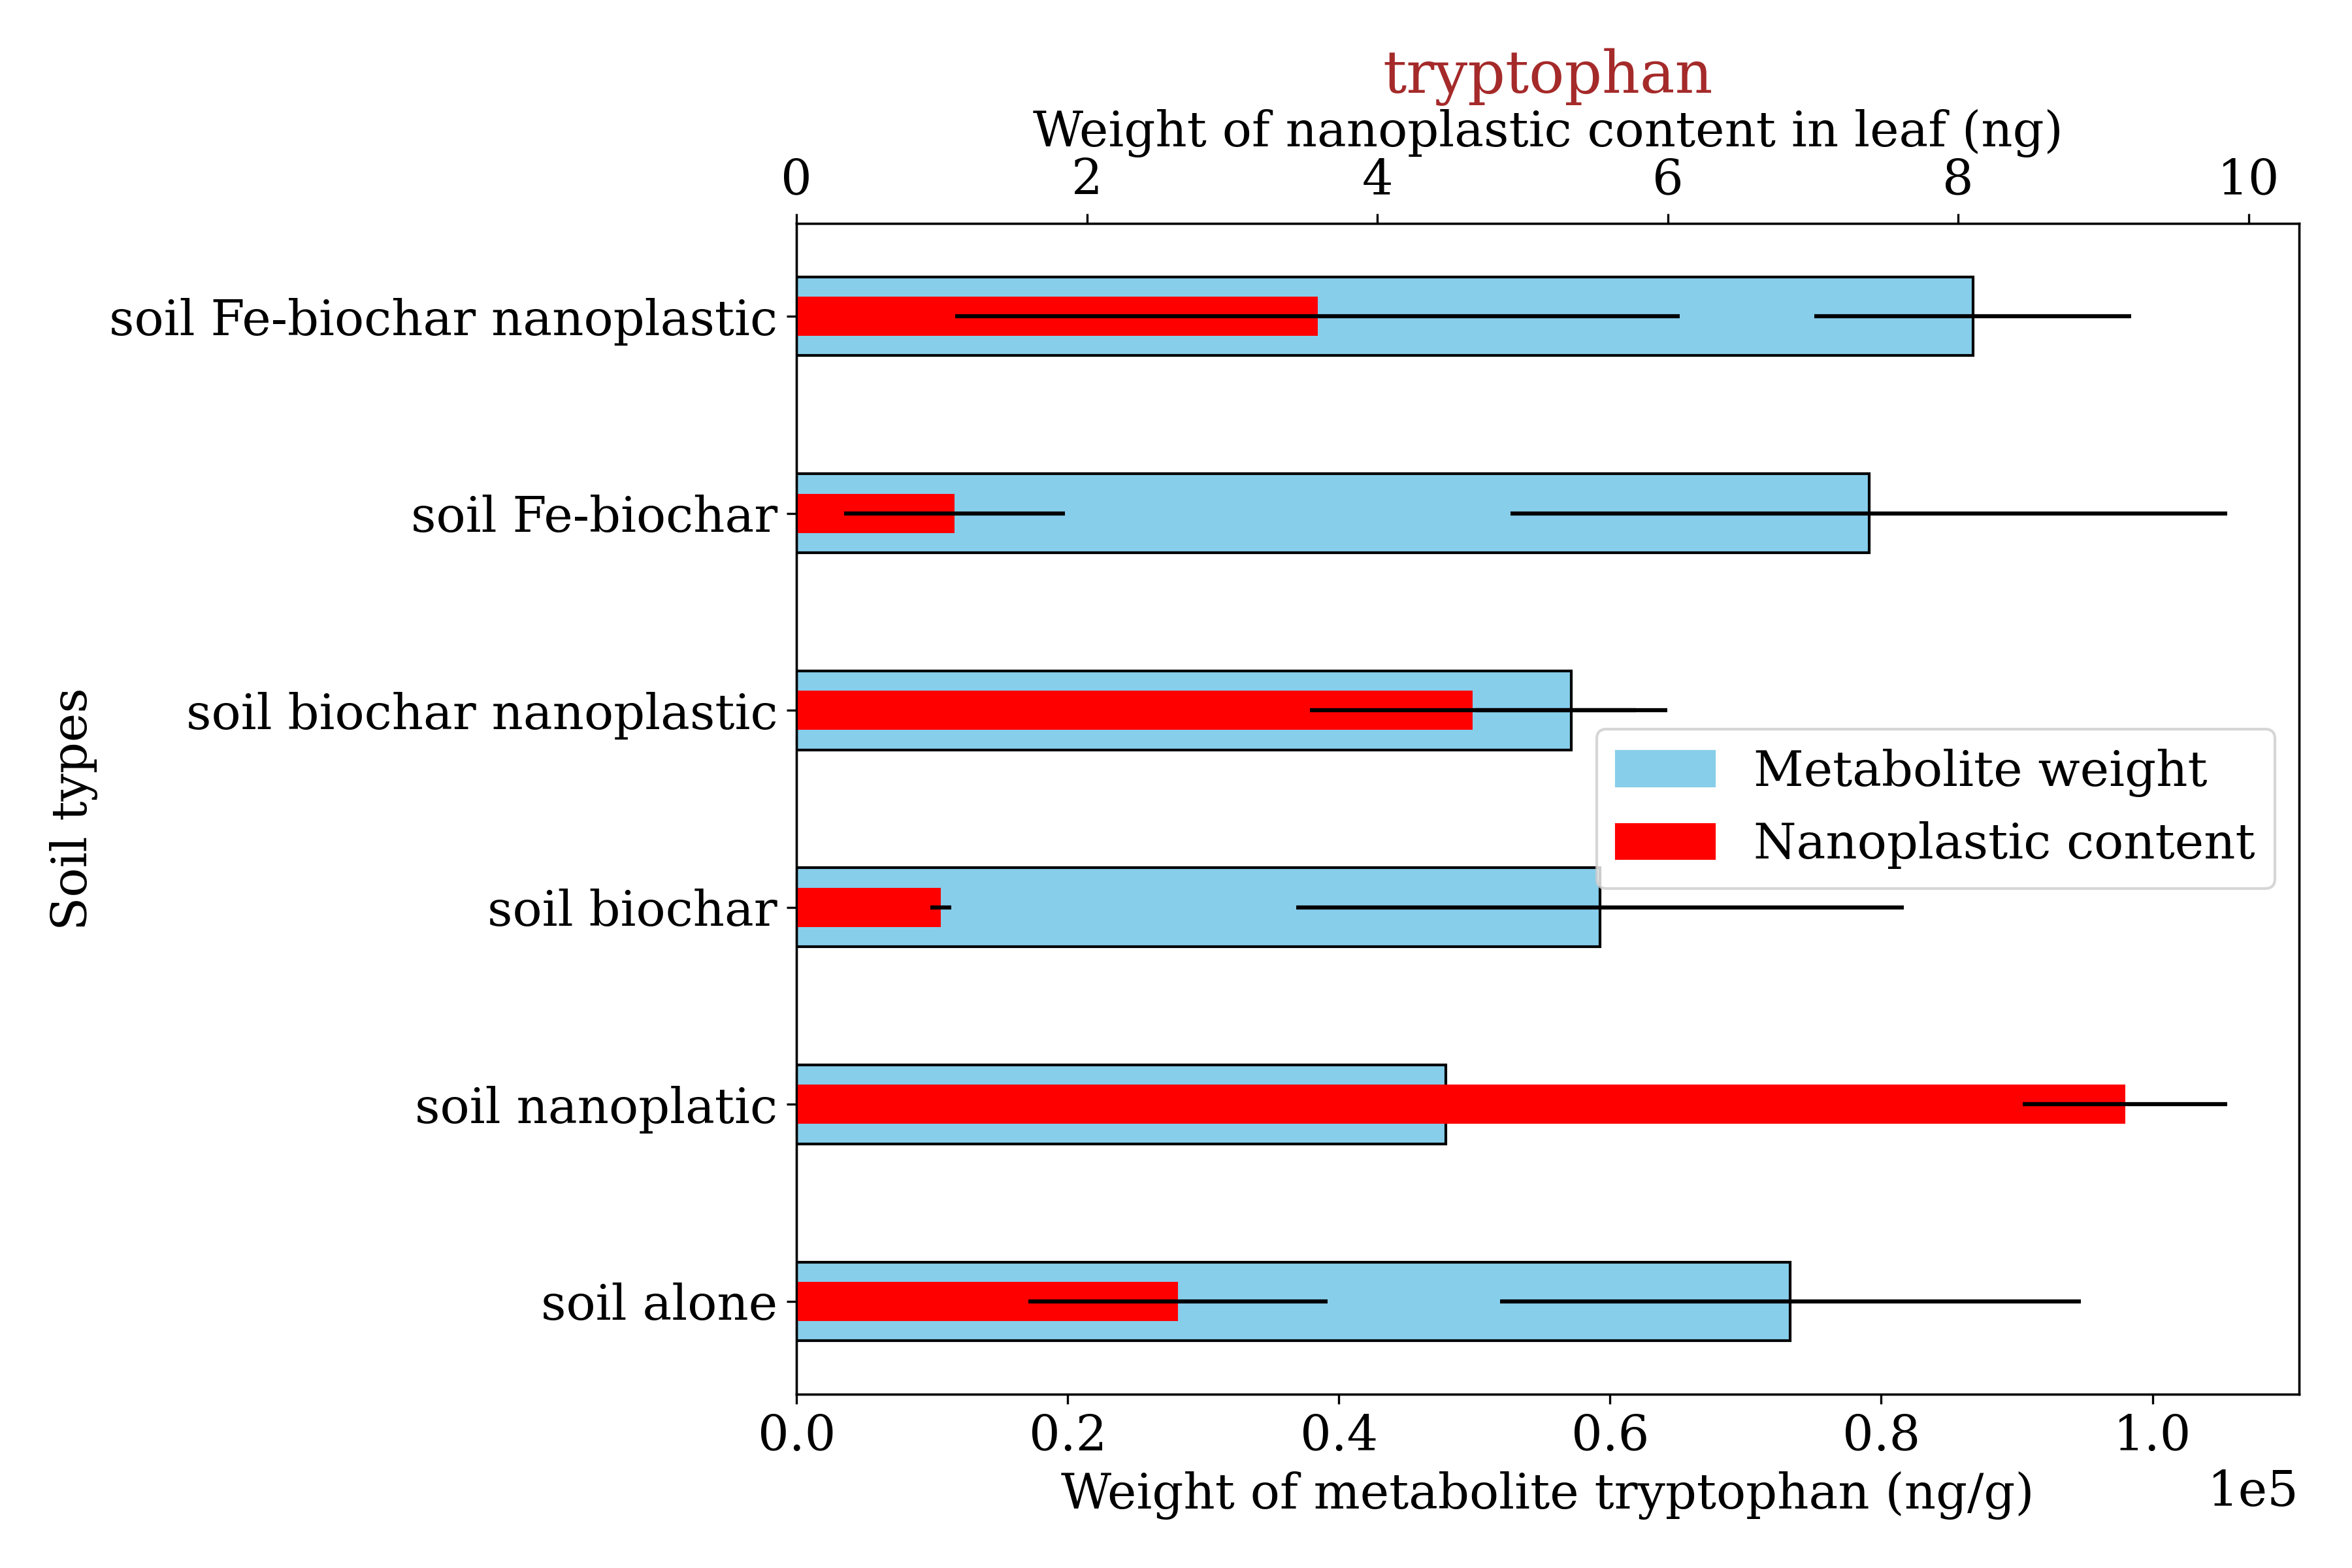 tryptophan
Weight of nanoplastic content in leaf (ng)
0 2 4 6 8 10
soil Fe-biochar nanoplastic
soil Fe-biochar
soil biochar nanoplastic
soil biochar
soil nanoplatic
soil alone
Soil types
Metabolite weight
Nanoplastic content
0.0 0.2 0.4 0.6 0.8 1.0
Weight of metabolite tryptophan (ng/g)
1e5